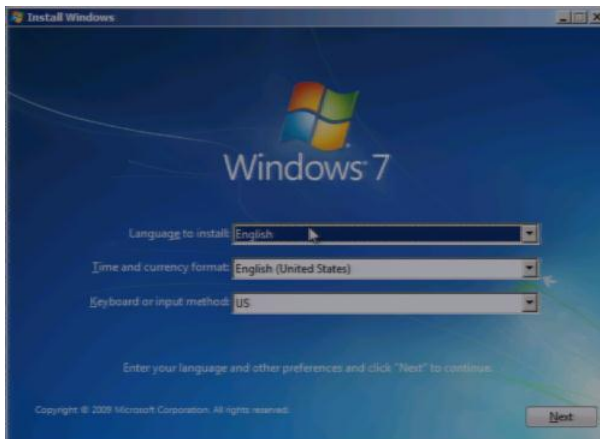 Install Windows
Windows 7
Language to install: English
Time and currency format: English (United States)
Keyboard or input method: US
Enter your language and other preferences and click "Next" to continue.
Copyright © 2009 Microsoft Corporation. All rights reserved.
Next